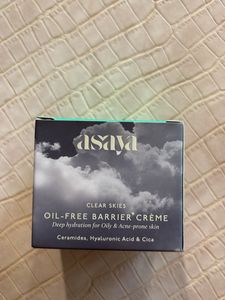 asaya
CLEAR SKIES
OIL-FREE BARRIER+ CRÈME
Deep hydration for Oily & Acne-prone skin
Ceramides, Hyaluronic Acid & Cica